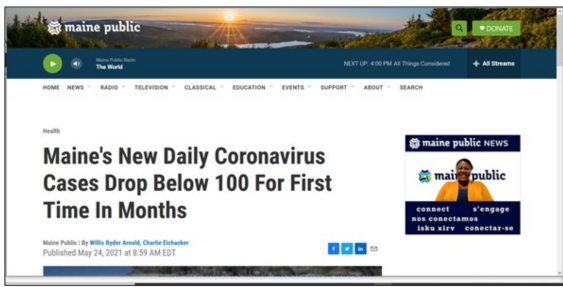 maine public
DONATE
Maine Public Radio
The World
NEXT UP: 4:00 PM All Things Considered
All Streams
HOME NEWS RADIO TELEVISION CLASSICAL EDUCATION EVENTS SUPPORT ABOUT SEARCH
Health
Maine's New Daily Coronavirus
Cases Drop Below 100 For First
Time In Months
Maine Public | By Willis Ryder Arnold, Charlie Eichacker
Published May 24, 2021 at 8:59 AM EDT
f
in
maine public NEWS
maine public
connect s'engage
nos conectamos
isku xirv conectar-se